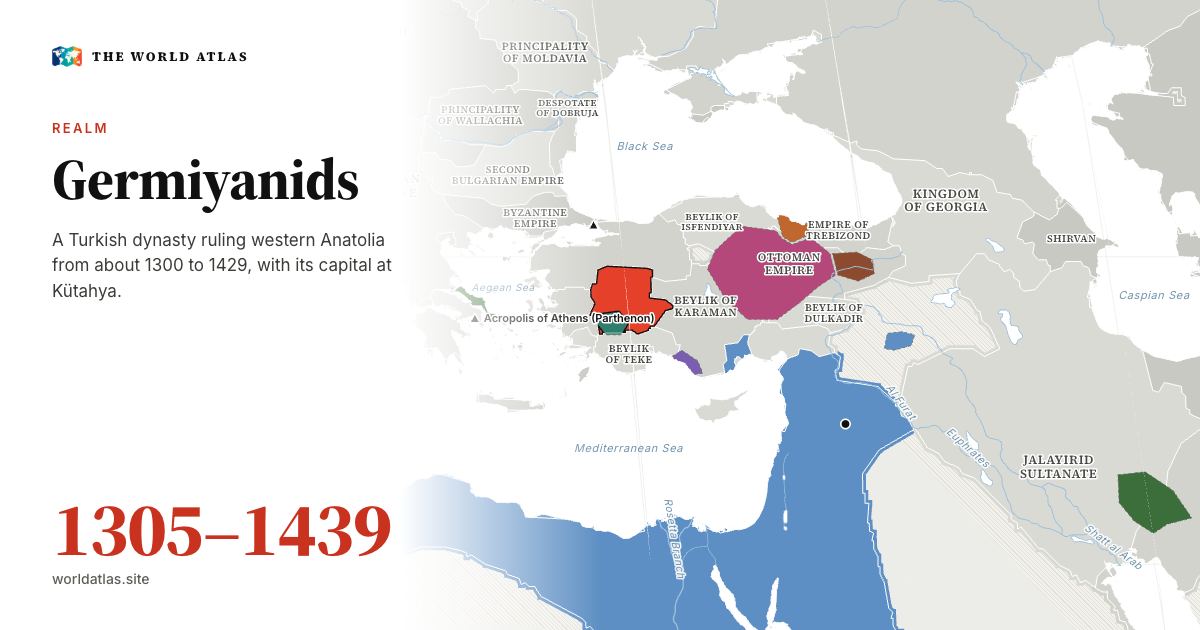 THE WORLD ATLAS
REALM
Germiyanids
A Turkish dynasty ruling western Anatolia
from about 1300 to 1429, with its capital at
Kütahya.
1305–1439
worldatlas.site
PRINCIPALITY
OF MOLDAVIA
PRINCIPALITY
OF WALLACHIA
DESPOTATE
OF DOBRUJA
Black Sea
SECOND
BULGARIAN EMPIRE
BYZANTINE
EMPIRE
BEYLIK OF
ISFENDIYAR
EMPIRE OF
TREBIZOND
KINGDOM
OF GEORGIA
SHIRVAN
OTTOMAN
EMPIRE
Caspian Sea
Aegean Sea
BEYLIK OF
KARAMAN
BEYLIK OF
DULKADIR
Acropolis of Athens (Parthenon)
BEYLIK
OF TEKE
Al Furat
Mediterranean Sea
Euphrates
JALAYIRID
SULTANATE
Rosetta Branch
Shatt al Arab